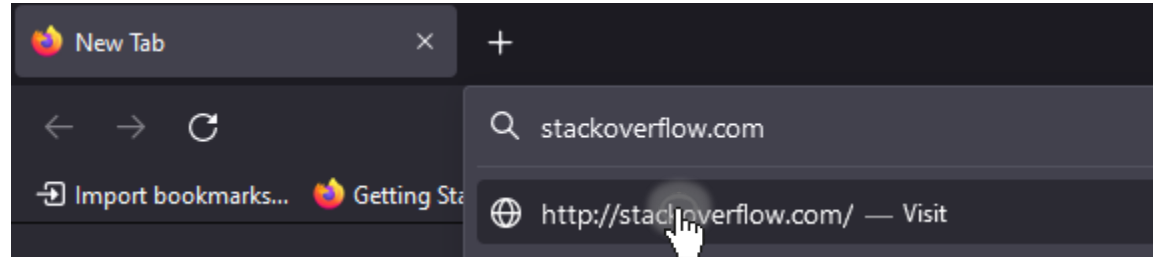 New Tab
stackoverflow.com
Import bookmarks... Getting Sta
http://stackoverflow.com/ — Visit